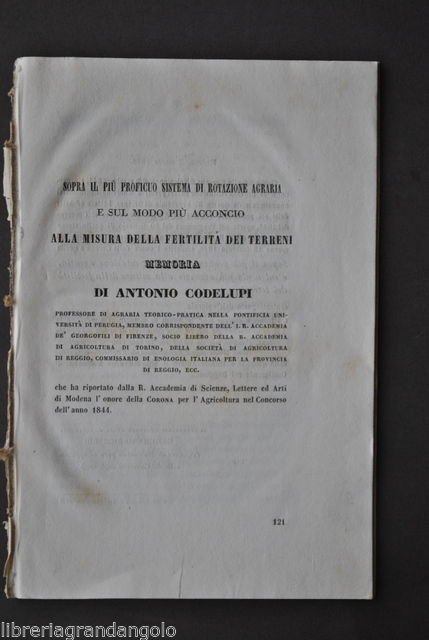 SOPRA IL PIÙ PROFICUO SISTEMA DI ROTAZIONE AGRARIA
E SUL MODO PIÙ ACCONCIO
ALLA MISURA DELLA FERTILITÀ DEI TERRENI
MEMORIA
DI ANTONIO CODELUPI
PROFESSORE DI AGRARIA TEORICO-PRATICA NELLA PONTIFICIA UNI-
VERSITÀ DI PERUGIA, MEMBRO CORRISPONDENTE DELL' I. R. ACCADEMIA
DE' GEORGOFILI DI FIRENZE, SOCIO LIBERO DELLA R. ACCADEMIA
DI AGRICOLTURA DI TORINO, DELLA SOCIETÀ DI AGRICOLTURA
DI REGGIO, COMMISSARIO DI ENOLOGIA ITALIANA PER LA PROVINCIA
DI REGGIO, ECC.
che ha riportato dalla R. Accademia di Scienze, Lettere ed Arti
di Modena l'onore della CORONA per l'Agricoltura nel Concorso
dell'anno 1844.
121
libreriagrandangolo